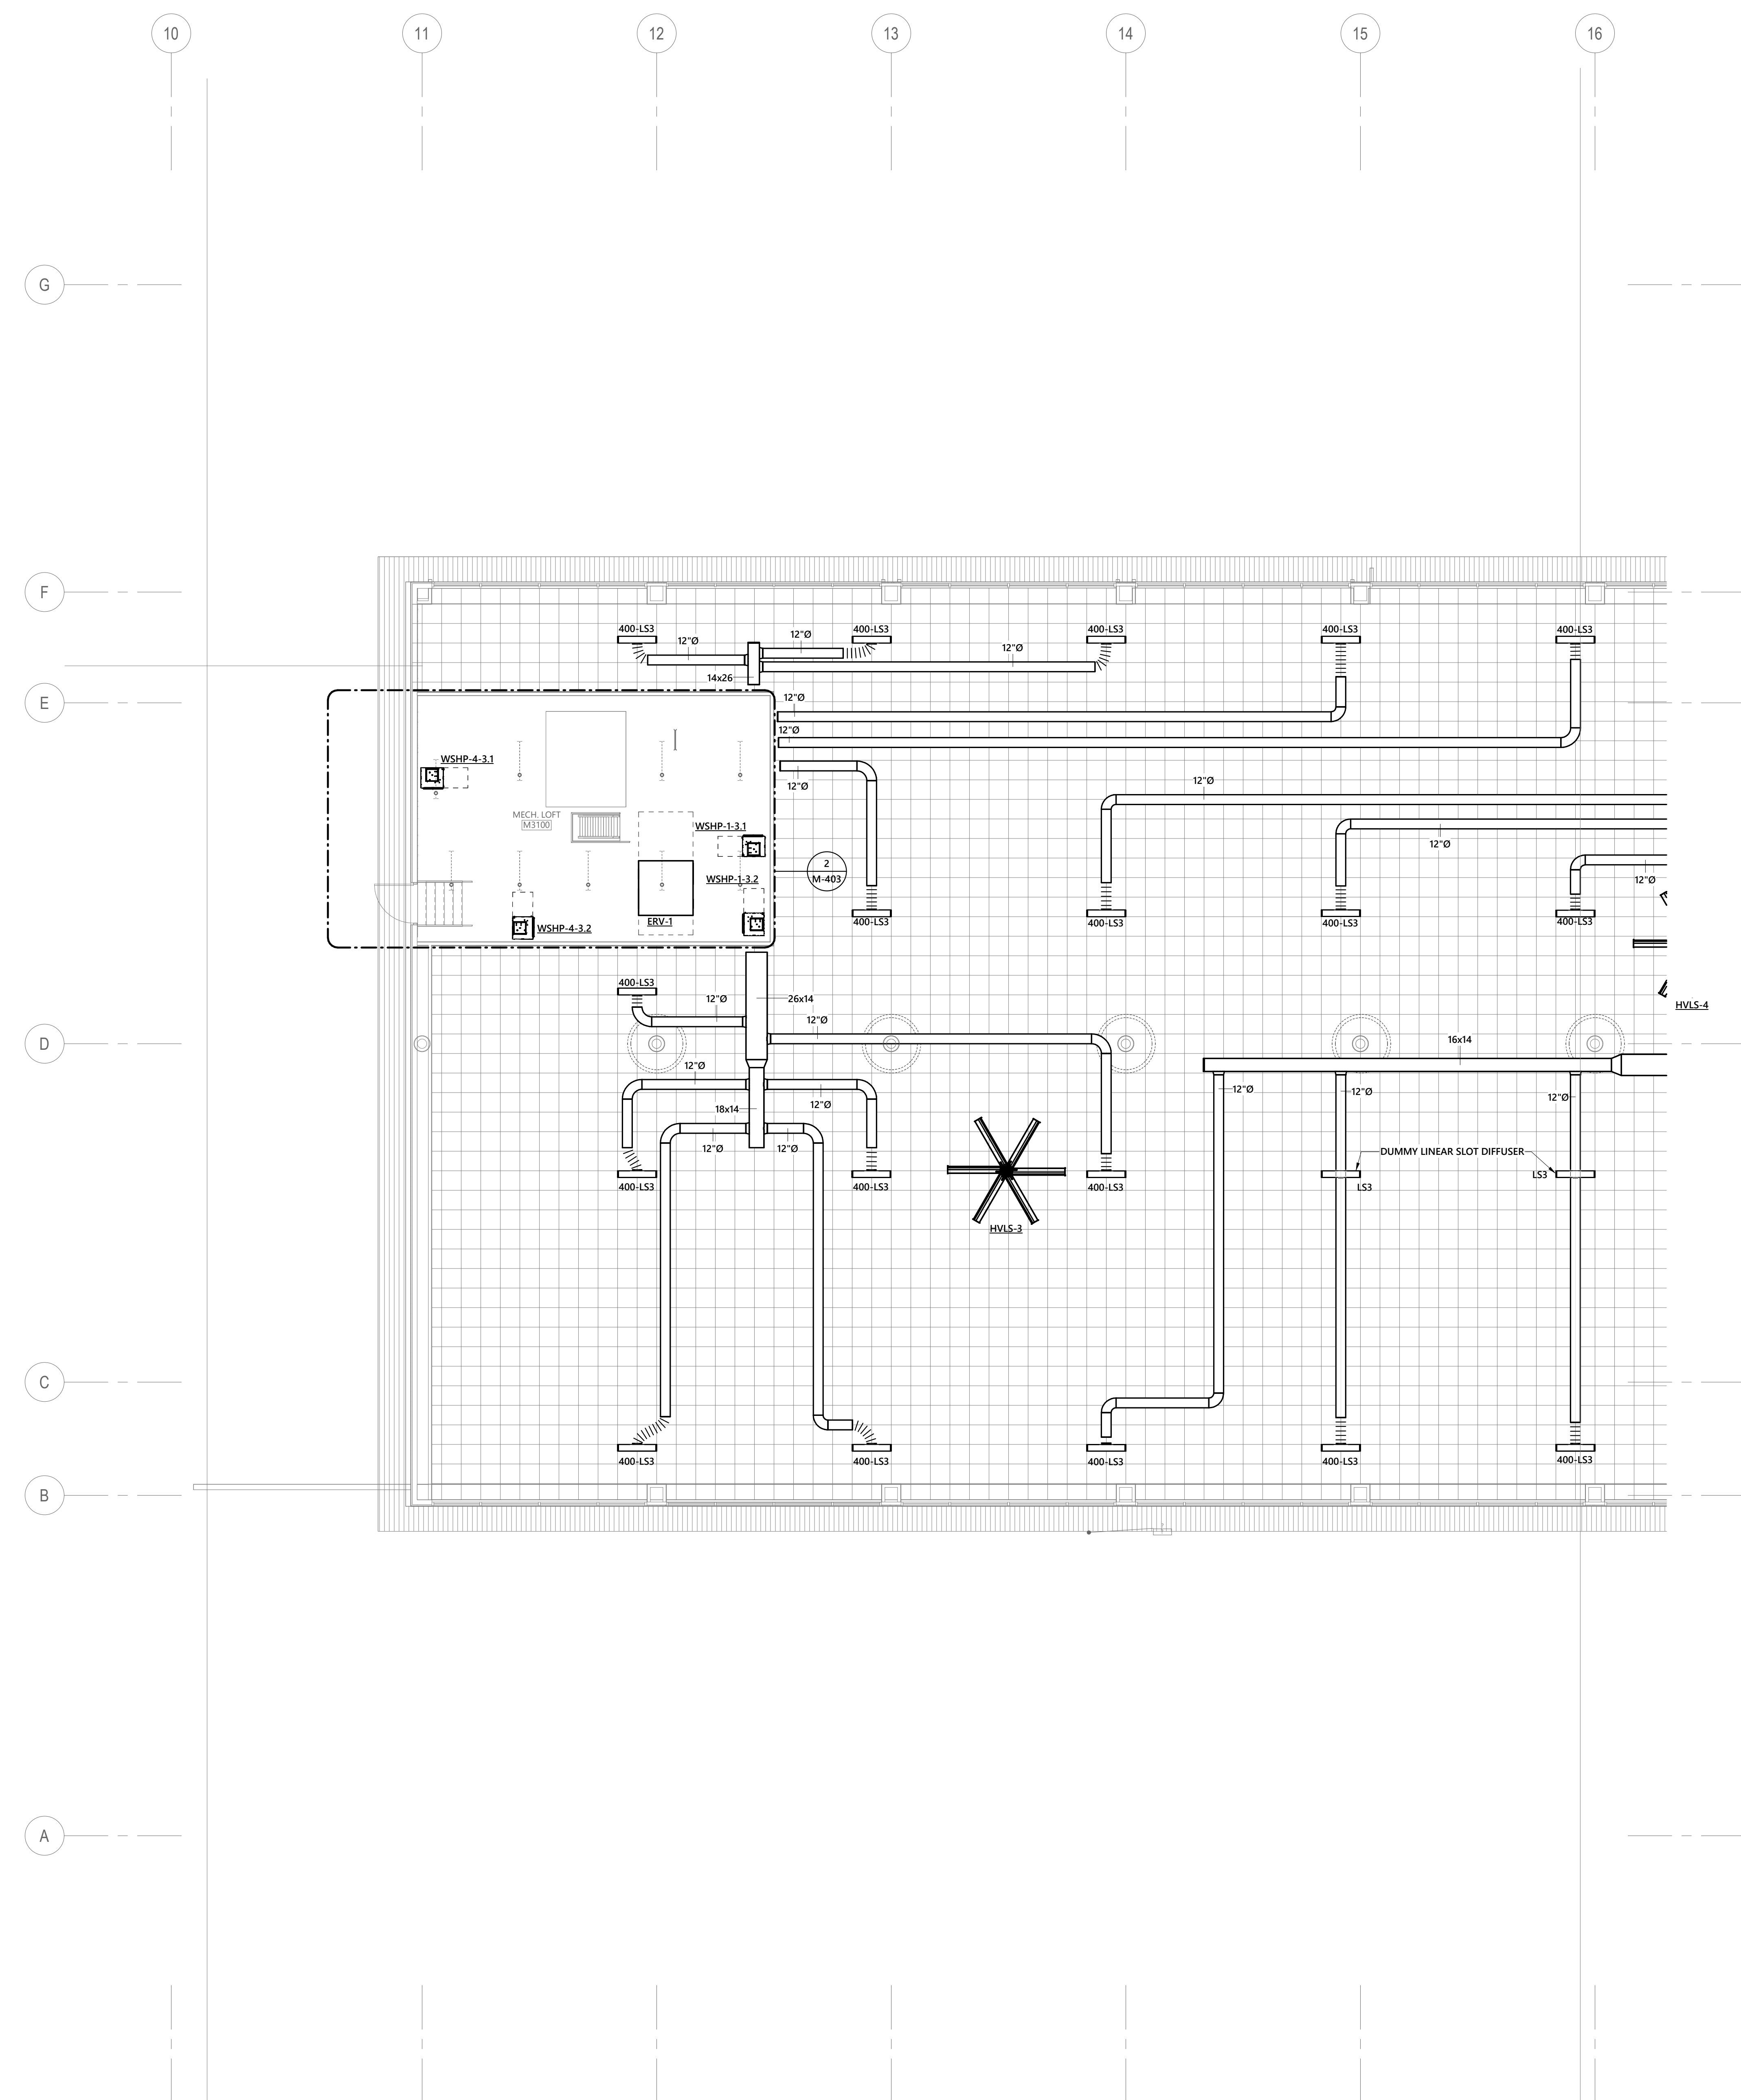 10
11
12
13
14
15
16
G
F
400-LS3
400-LS3
400-LS3
400-LS3
400-LS3
12"Ø
12"Ø
12"Ø
14x26
E
12"Ø
12"Ø
WSHP-4-3.1
12"Ø
12"Ø
MECH. LOFT
M3100
WSHP-1-3.1
12"Ø
2
M-403
WSHP-1-3.2
12"Ø
ERV-1
WSHP-4-3.2
400-LS3
400-LS3
400-LS3
400-LS3
400-LS3
12"Ø
26x14
HVLS-4
12"Ø
D
16x14
12"Ø
12"Ø
12"Ø
12"Ø
12"Ø
18x14
12"Ø
12"Ø
DUMMY LINEAR SLOT DIFFUSER
LS3
LS3
400-LS3
400-LS3
400-LS3
HVLS-3
C
400-LS3
400-LS3
400-LS3
400-LS3
400-LS3
B
A